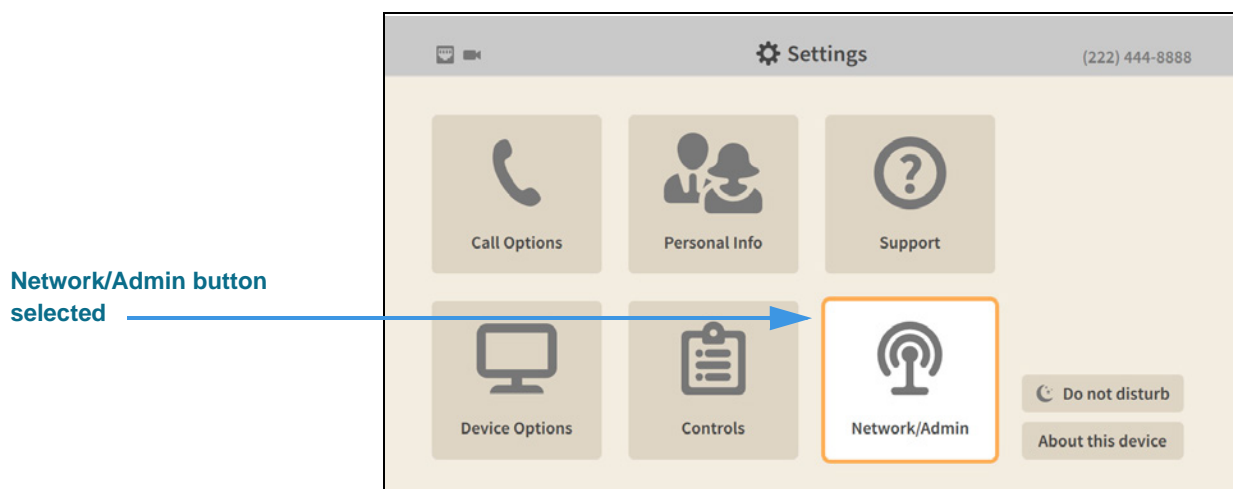 Settings
(222) 444-8888
Call Options
Personal Info
Support
Network/Admin button
selected
Device Options
Controls
Network/Admin
Do not disturb
About this device